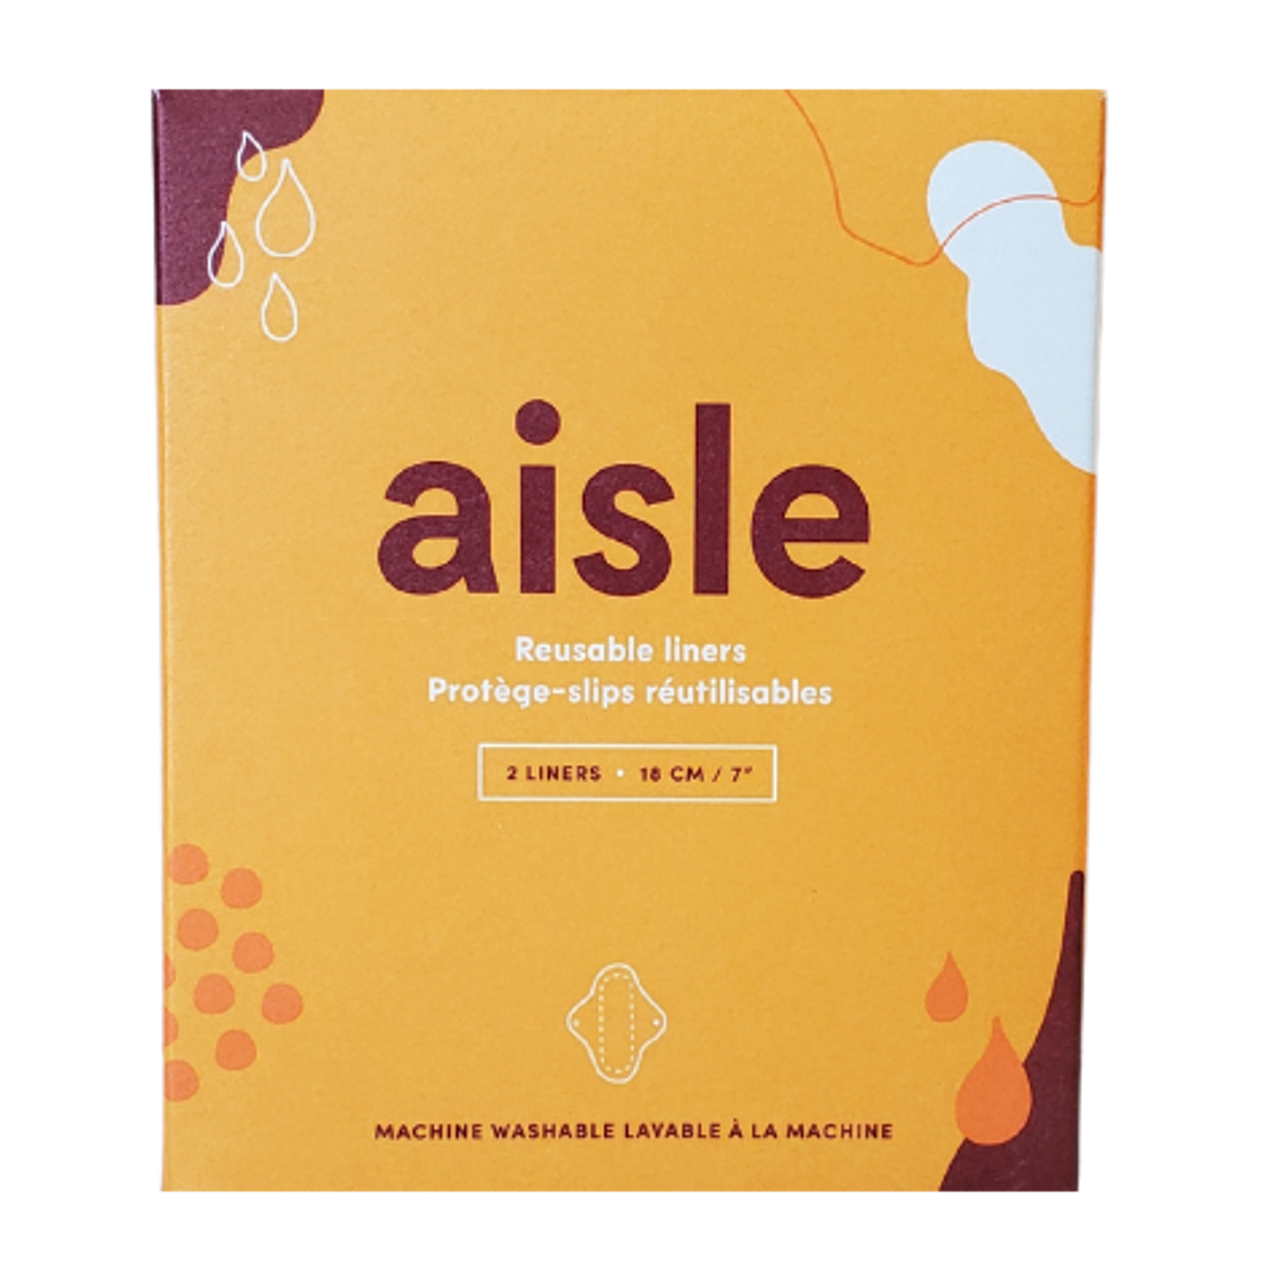 aisle
Reusable liners
Protège-slips réutilisables
2 LINERS • 18 CM / 7"
MACHINE WASHABLE LAVABLE À LA MACHINE